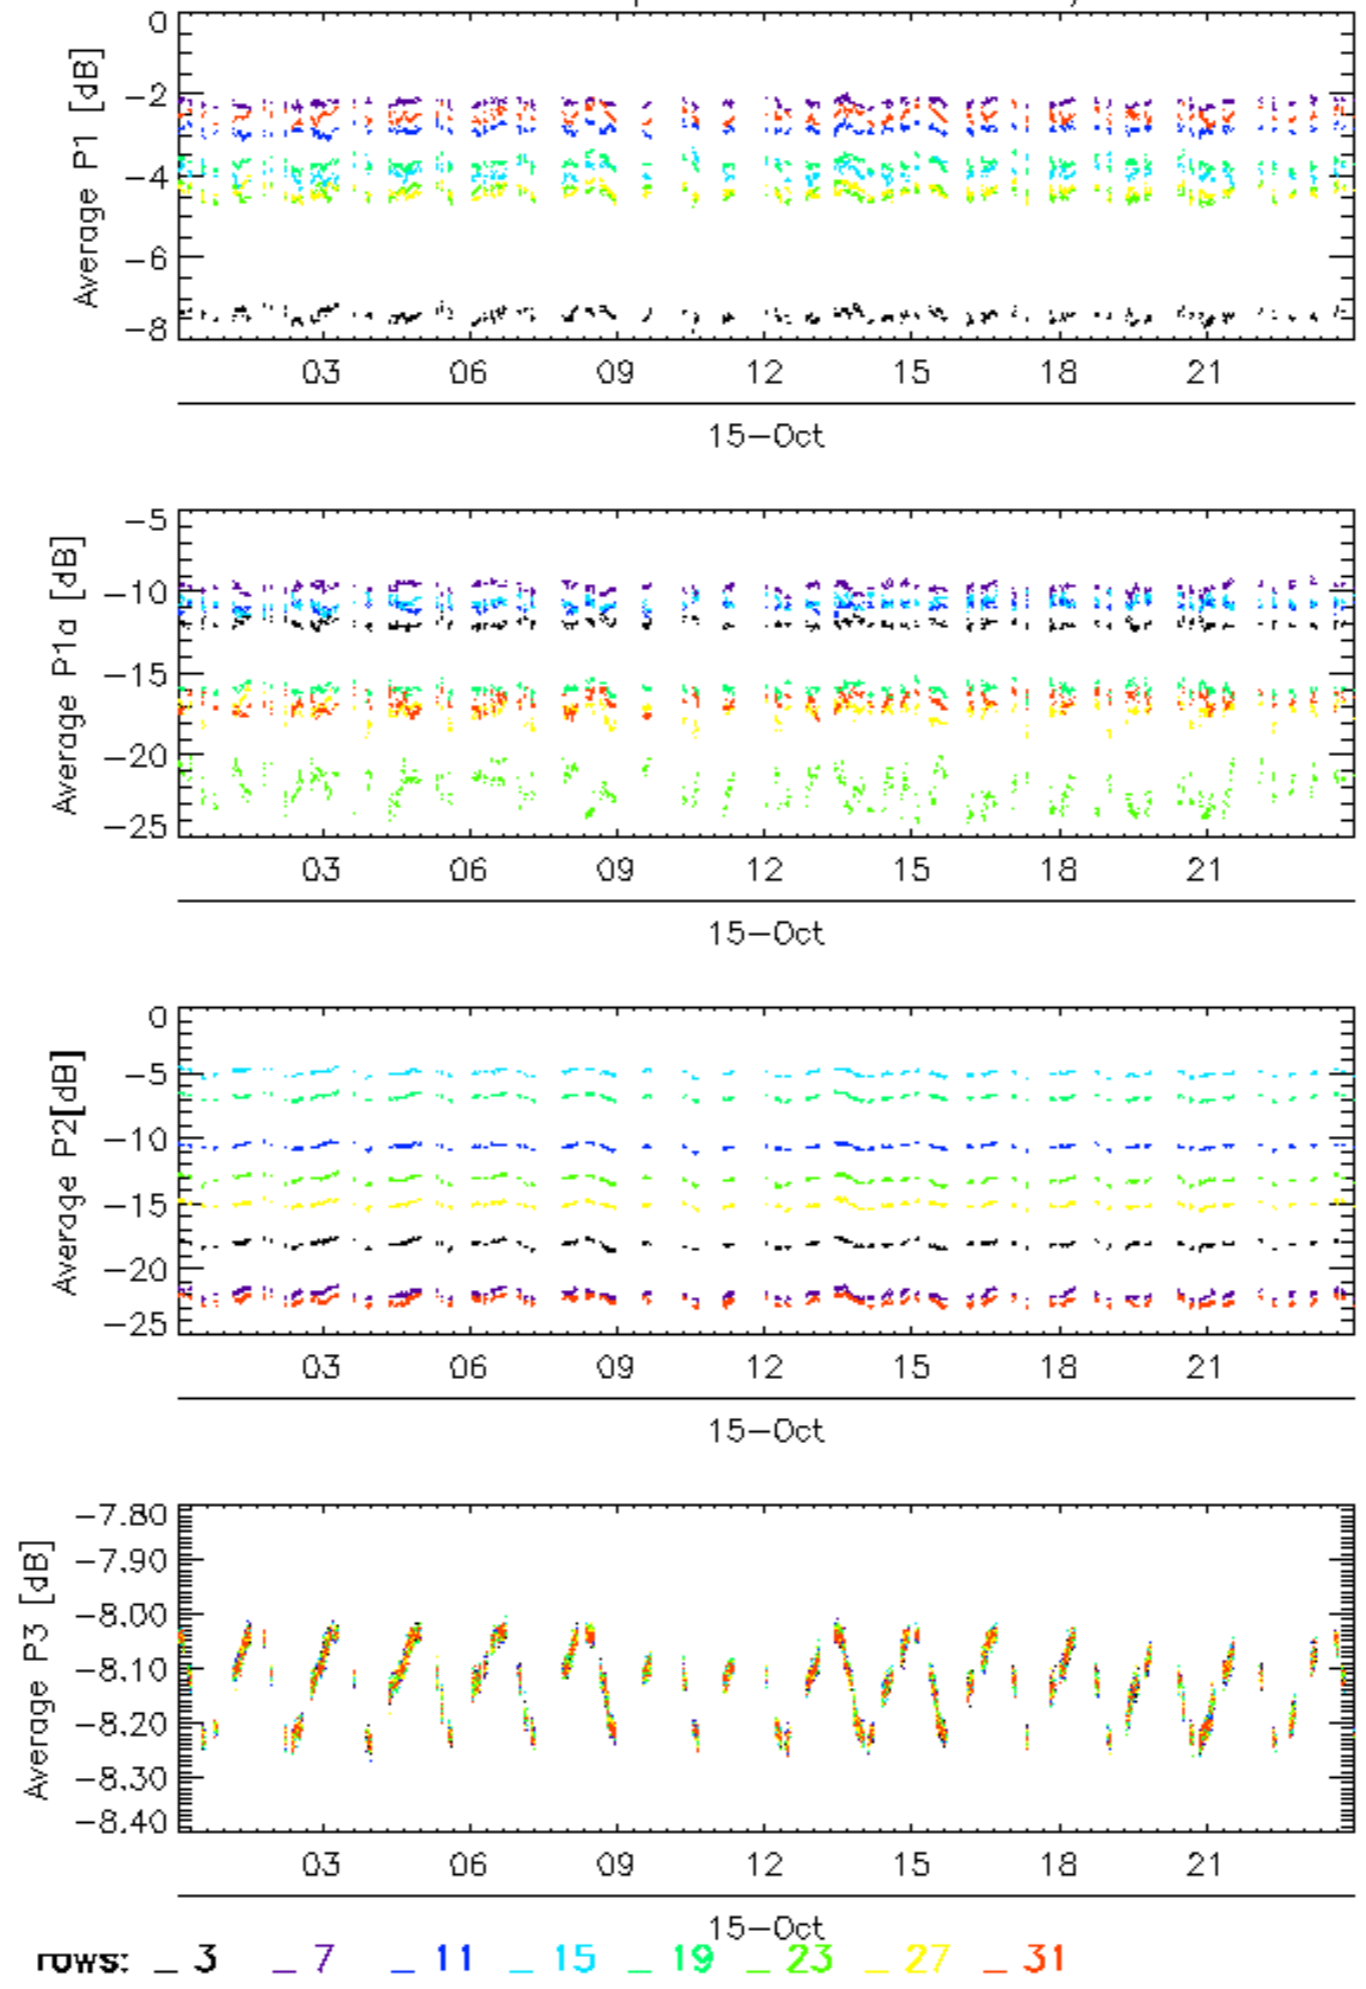 0
−2
−4
−6
−8
Average P1 [dB]
03 06 09 12 15 18 21
15−Oct
−5
−10
−15
−20
−25
Average P1a [dB]
03 06 09 12 15 18 21
15−Oct
0
−5
−10
−15
−20
−25
Average P2[dB]
03 06 09 12 15 18 21
15−Oct
−7.80
−7.90
−8.00
−8.10
−8.20
−8.30
−8.40
Average P3 [dB]
03 06 09 12 15 18 21
15−Oct
rows: _ 3 _ 7 _ 11 _ 15 _ 19 _ 23 _ 27 _ 31